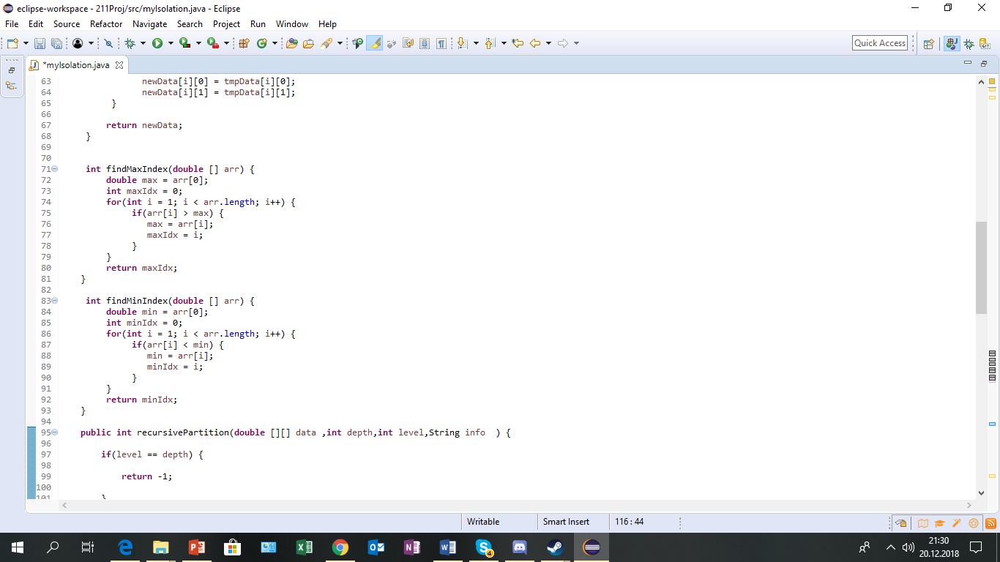 eclipse-workspace - 211Proj/src/myIsolation.java - Eclipse
File Edit Source Refactor Navigate Search Project Run Window Help
Quick Access
*myIsolation.java
63 newData[i][0] = tmpData[i][0];
64 newData[i][1] = tmpData[i][1];
65 }
66
67 return newData;
68 }
69
70
71 int findMaxIndex(double [] arr) {
72 double max = arr[0];
73 int maxIdx = 0;
74 for(int i = 1; i < arr.length; i++) {
75 if(arr[i] > max) {
76 max = arr[i];
77 maxIdx = i;
78 }
79 }
80 return maxIdx;
81 }
82
83 int findMinIndex(double [] arr) {
84 double min = arr[0];
85 int minIdx = 0;
86 for(int i = 1; i < arr.length; i++) {
87 if(arr[i] < min) {
88 min = arr[i];
89 minIdx = i;
90 }
91 }
92 return minIdx;
93 }
94
95 public int recursivePartition(double [][] data ,int depth,int level,String info ) {
96
97 if(level == depth) {
98
99 return -1;
100
101 }
Writable Smart Insert 116 : 44
4
21:30
20.12.2018